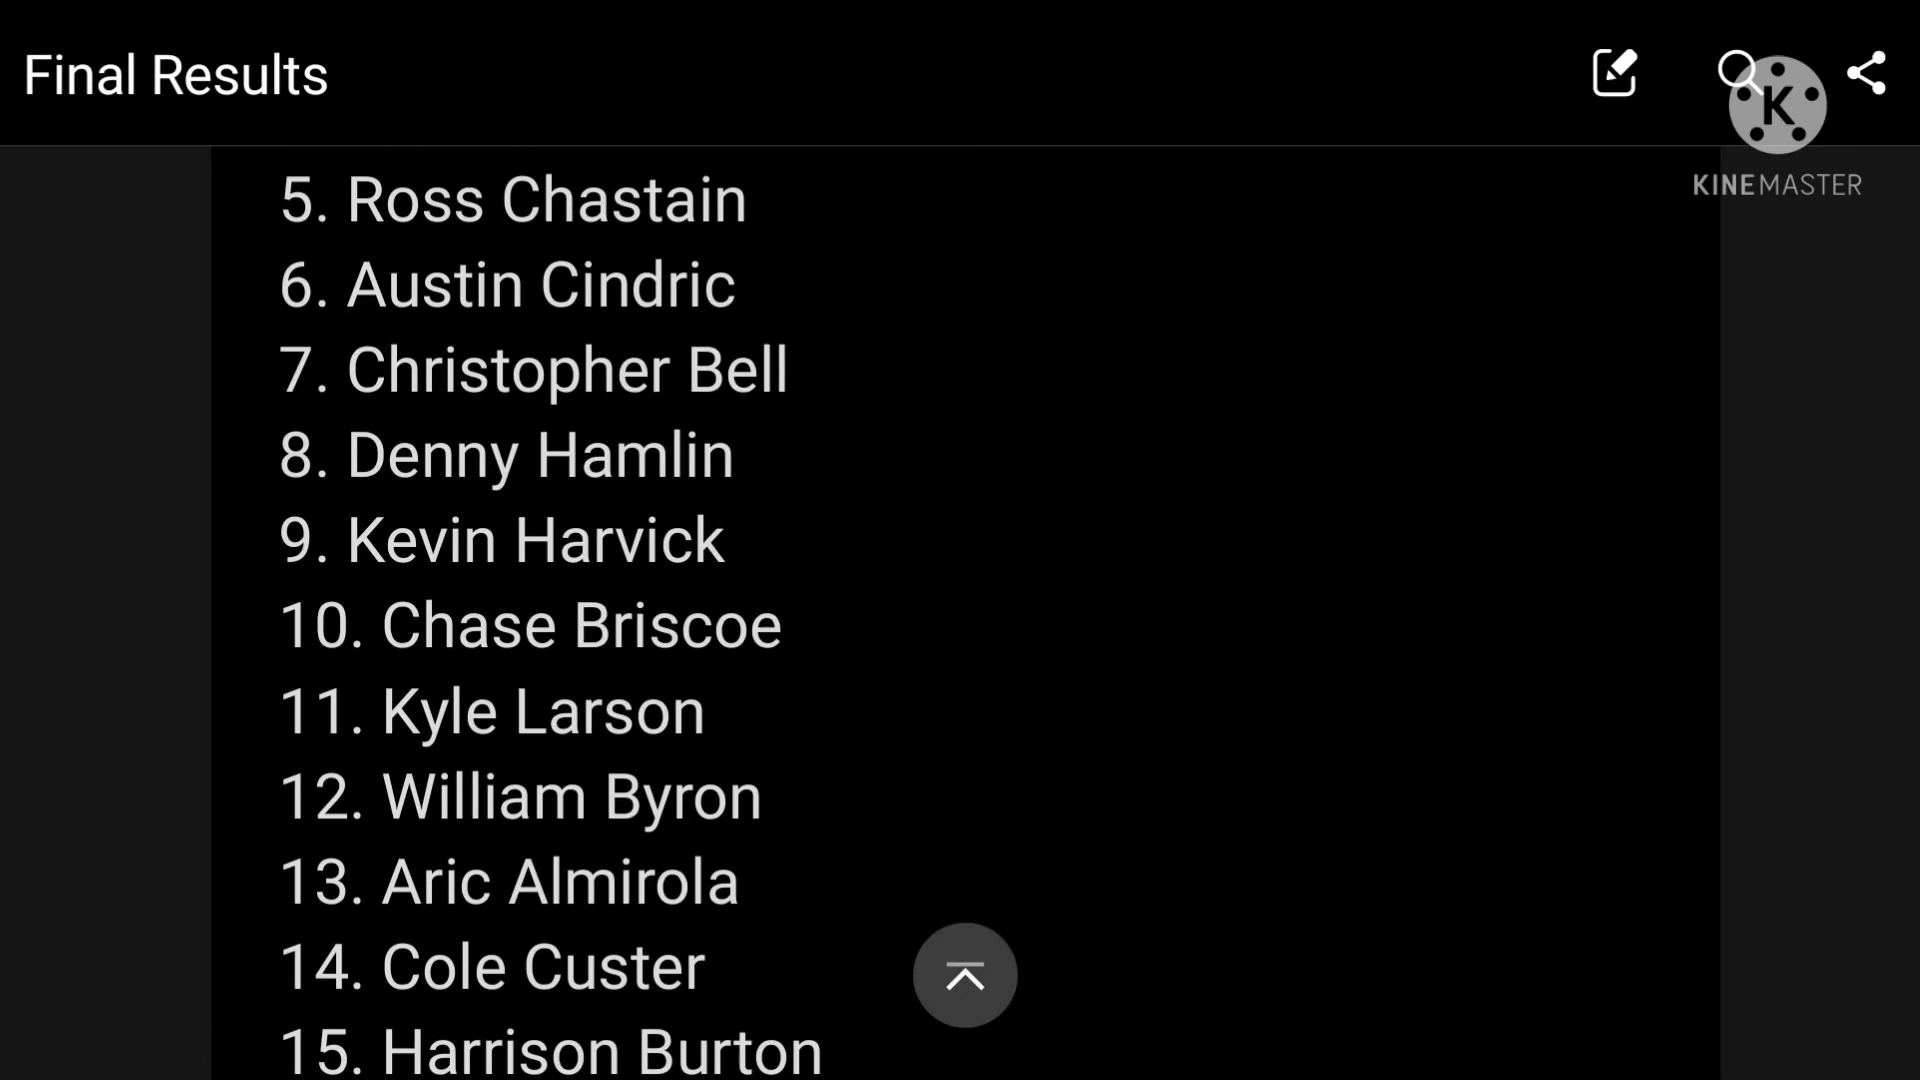 Final Results
K
KINEMASTER
5. Ross Chastain
6. Austin Cindric
7. Christopher Bell
8. Denny Hamlin
9. Kevin Harvick
10. Chase Briscoe
11. Kyle Larson
12. William Byron
13. Aric Almirola
14. Cole Custer
15. Harrison Burton